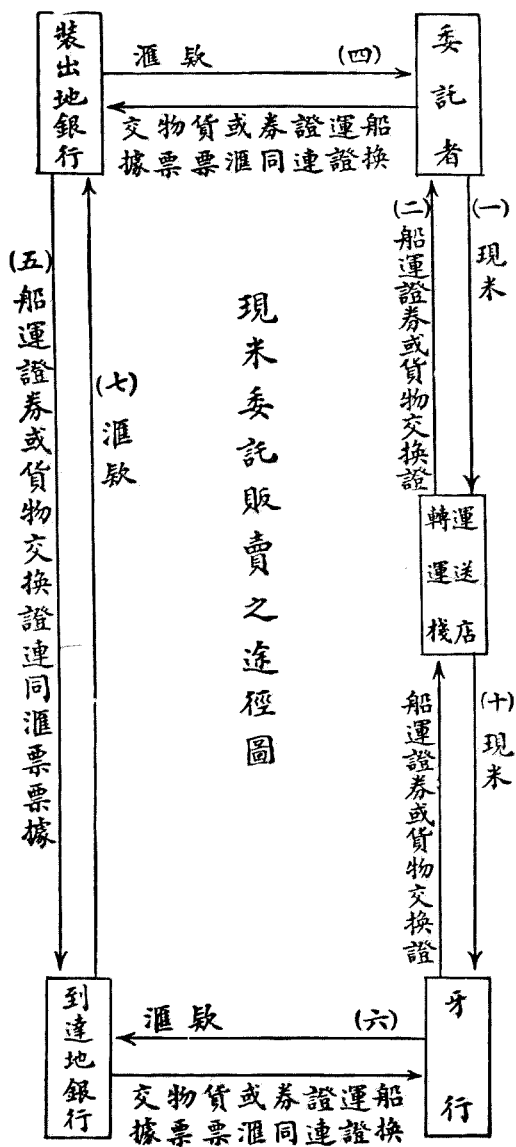 現米委託販賣之途徑圖
委託者
(四)
滙欵
船運證券或貨物交
換證連同滙票票據
裝出地銀行
(一)現米
(二)船運證券或貨物交換證
運送店
轉運棧
(十)現米
船運證券或貨物交換證
(五)船運證券或貨物交換證連同滙票票據
(七)滙欵
牙行
(六)
滙欵
船運證券或貨物交
換證連同滙票票據
到達地銀行